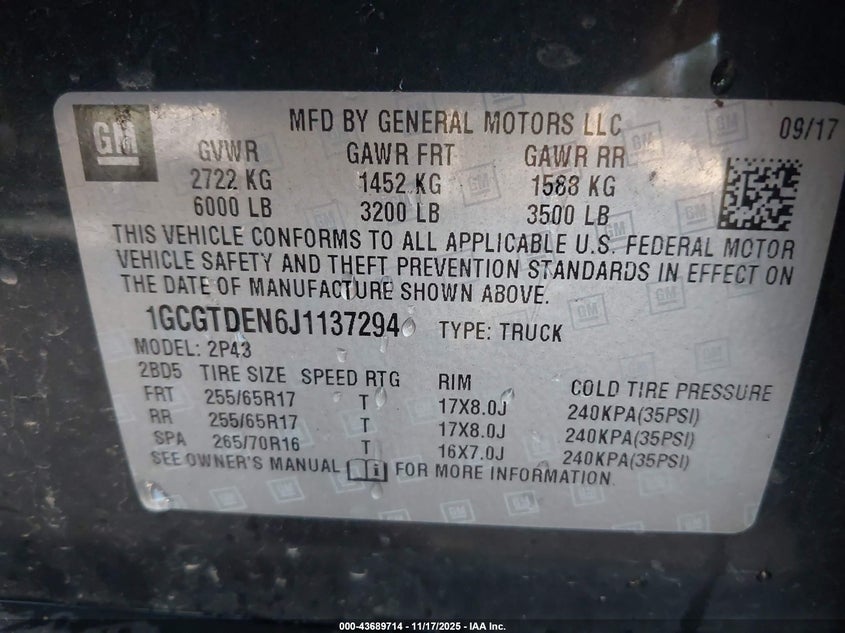 GM
MFD BY GENERAL MOTORS LLC 09/17
GVWR GAWR FRT GAWR RR
2722 KG 1452 KG 1588 KG
6000 LB 3200 LB 3500 LB
THIS VEHICLE CONFORMS TO ALL APPLICABLE U.S. FEDERAL MOTOR
VEHICLE SAFETY AND THEFT PREVENTION STANDARDS IN EFFECT ON
THE DATE OF MANUFACTURE SHOWN ABOVE.
1GCGTDEN6J1137294 TYPE: TRUCK
MODEL: 2P43
2BD5 TIRE SIZE SPEED RTG RIM COLD TIRE PRESSURE
FRT 255/65R17 T 17X8.0J 240KPA(35PSI)
RR 255/65R17 T 17X8.0J 240KPA(35PSI)
SPA 265/70R16 T 16X7.0J 240KPA(35PSI)
SEE OWNER'S MANUAL FOR MORE INFORMATION.
000-43689714 - 11/17/2025 - IAA Inc.